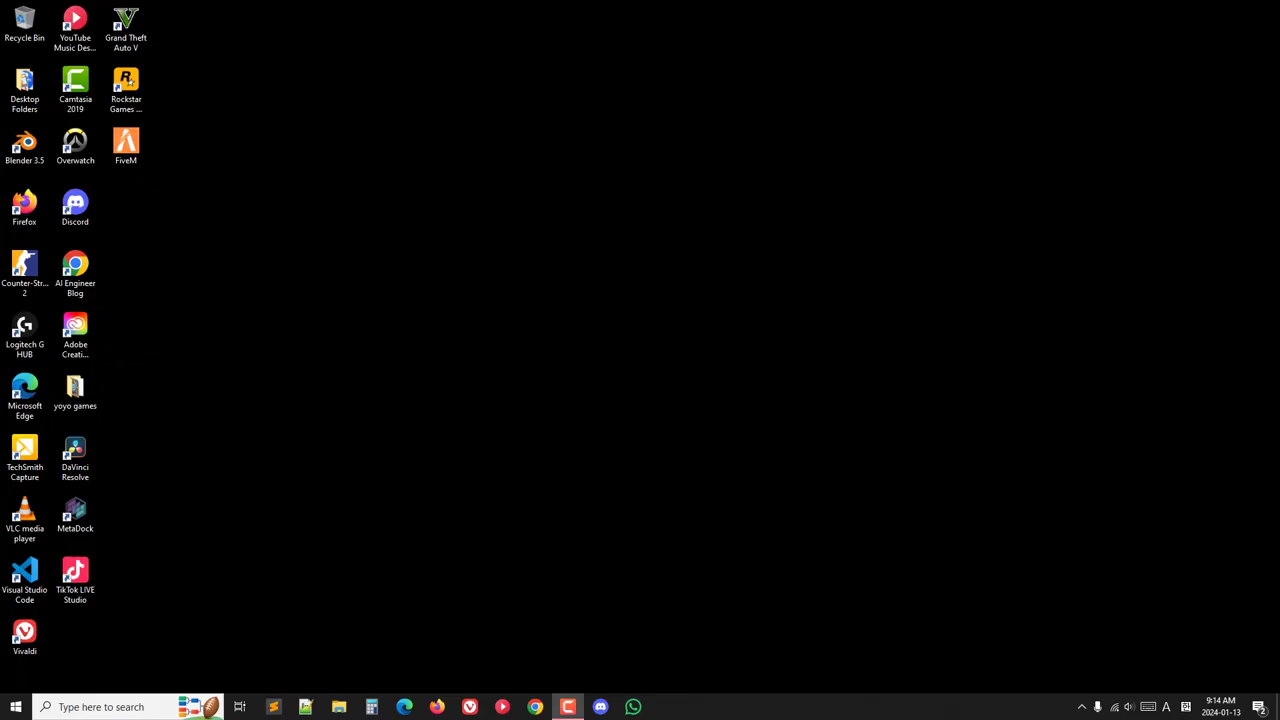 Recycle Bin
YouTube
Music Des...
Grand Theft
Auto V
Desktop
Folders
Camtasia
2019
Rockstar
Games ...
Blender 3.5
Overwatch
FiveM
Firefox
Discord
Counter-Str...
2
AI Engineer
Blog
Logitech G
HUB
Adobe
Creati...
Microsoft
Edge
yoyo games
TechSmith
Capture
DaVinci
Resolve
VLC media
player
MetaDock
Visual Studio
Code
TikTok LIVE
Studio
Vivaldi
Type here to search
A
9:14 AM
2024-01-13
2